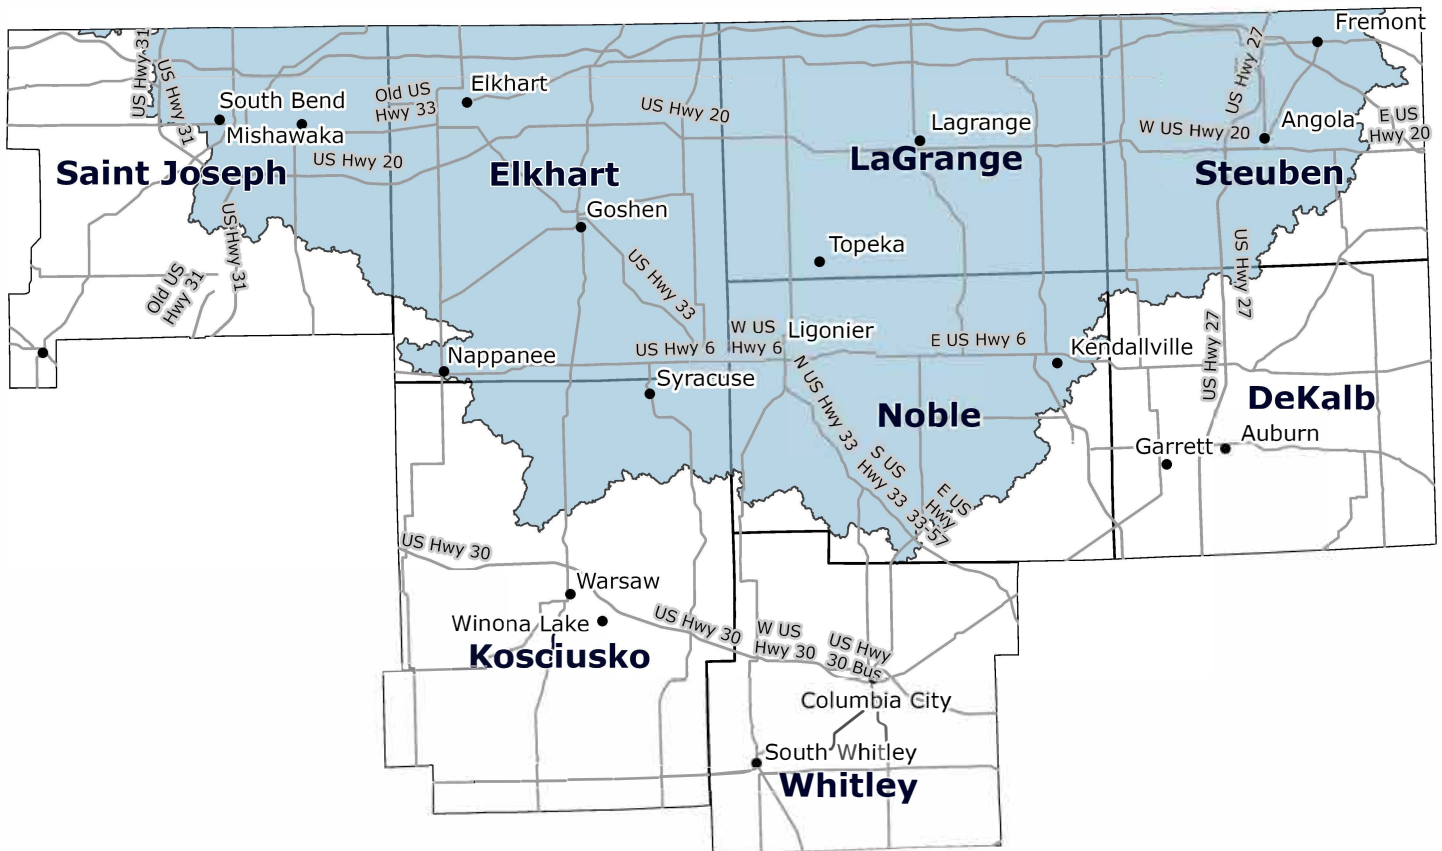 Fremont
US Hwy 31
US Hwy 31
US Hwy 27
South Bend
Mishawaka
Old US
Hwy 33
Elkhart
US Hwy 20
Lagrange
W US Hwy 20
Angola
E US
Hwy 20
US Hwy 20
Saint Joseph
Elkhart
LaGrange
Steuben
Goshen
Topeka
US Hwy 31
Old US
Hwy 31
US Hwy 33
US Hwy 27
Nappanee
US Hwy 6
W US
Hwy 6
Ligonier
E US Hwy 6
Kendallville
US Hwy 27
Syracuse
N US Hwy 33
Noble
DeKalb
Garrett
Auburn
S US
Hwy 33
E US
Hwy
33-57
US Hwy 30
Warsaw
Winona Lake
Kosciusko
US Hwy 30
W US
Hwy 30
US Hwy
30 Bus
Columbia City
South Whitley
Whitley